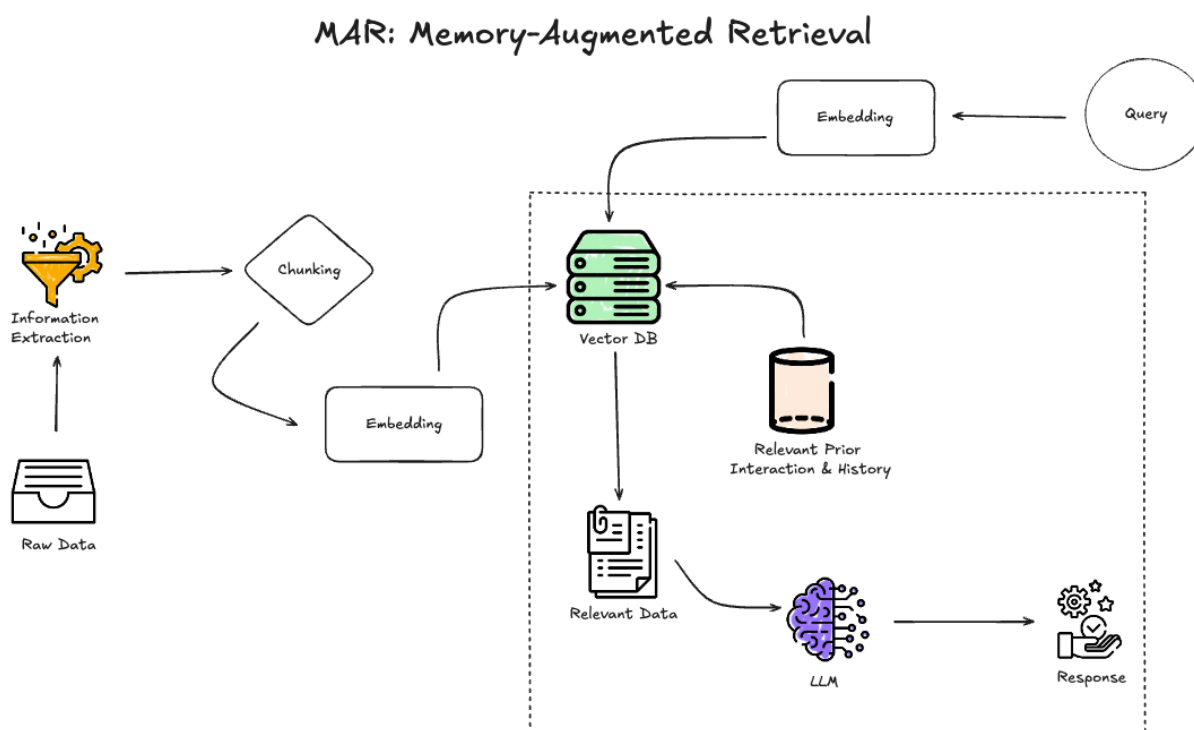 MAR: Memory-Augmented Retrieval
Embedding
Query
Chunking
Information
Extraction
Vector DB
Embedding
Relevant Prior
Interaction & History
Raw Data
Relevant Data
LLM
Response